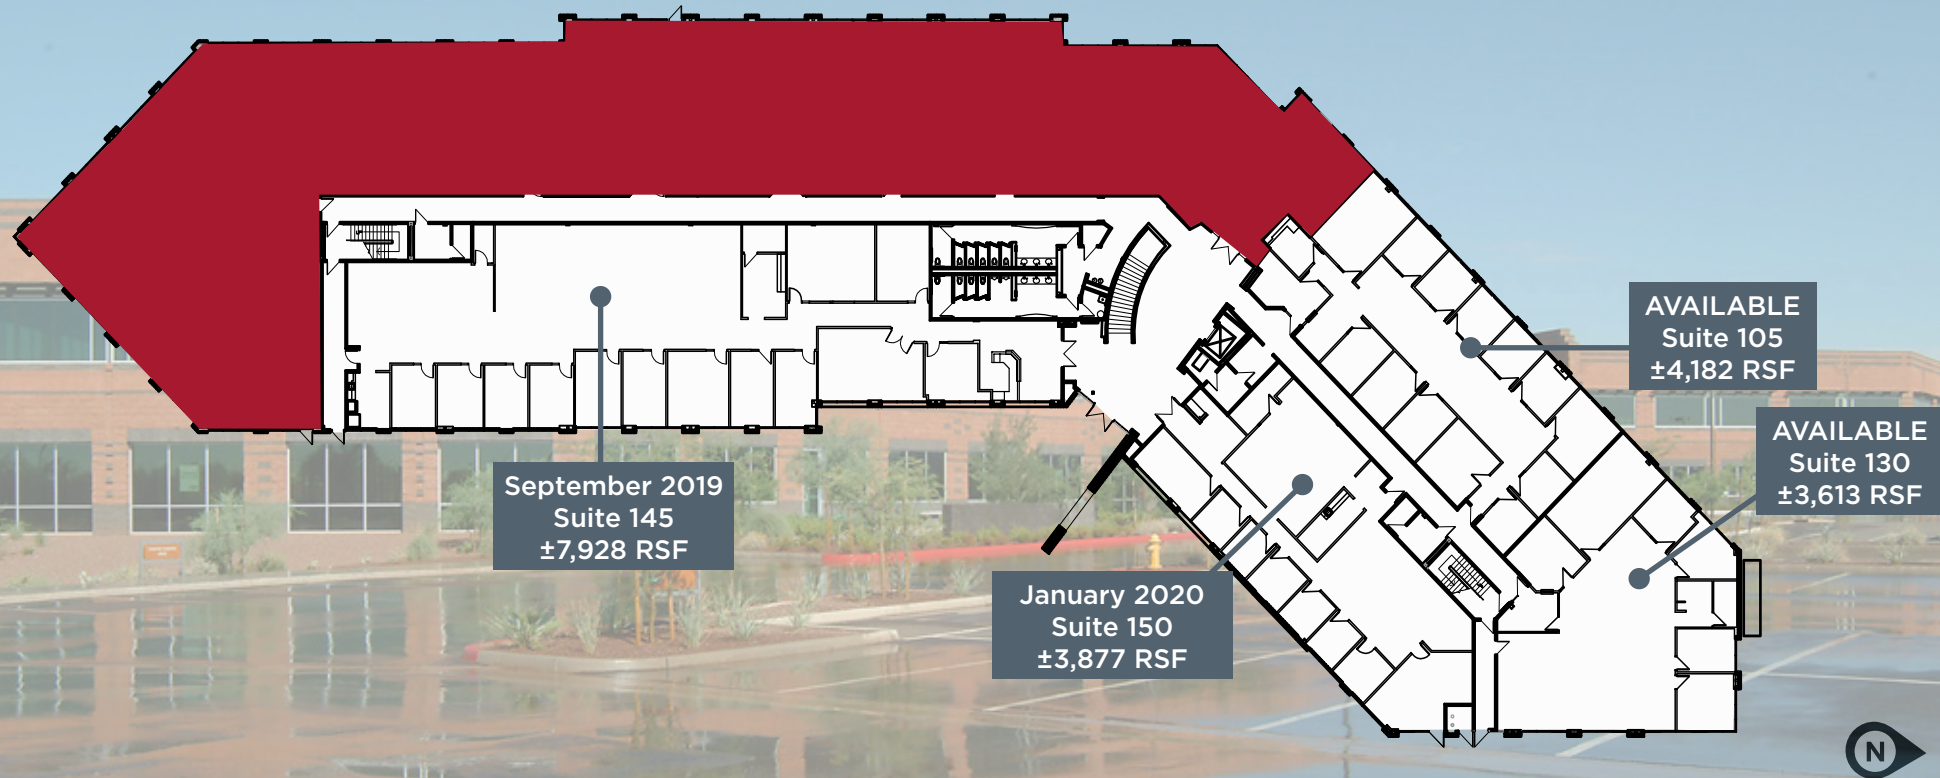 AVAILABLE
Suite 105
±4,182 RSF
AVAILABLE
Suite 130
±3,613 RSF
September 2019
Suite 145
±7,928 RSF
January 2020
Suite 150
±3,877 RSF
N